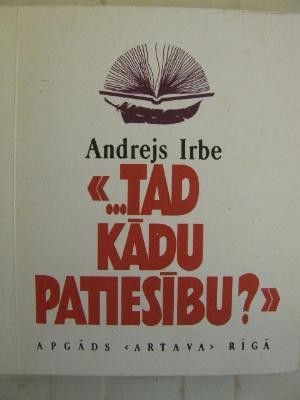 Andrejs Irbe
«...TAD
KĀDU
PATIESĪBU?»
APGĀDS ‹ARTAVA› RĪGĀ